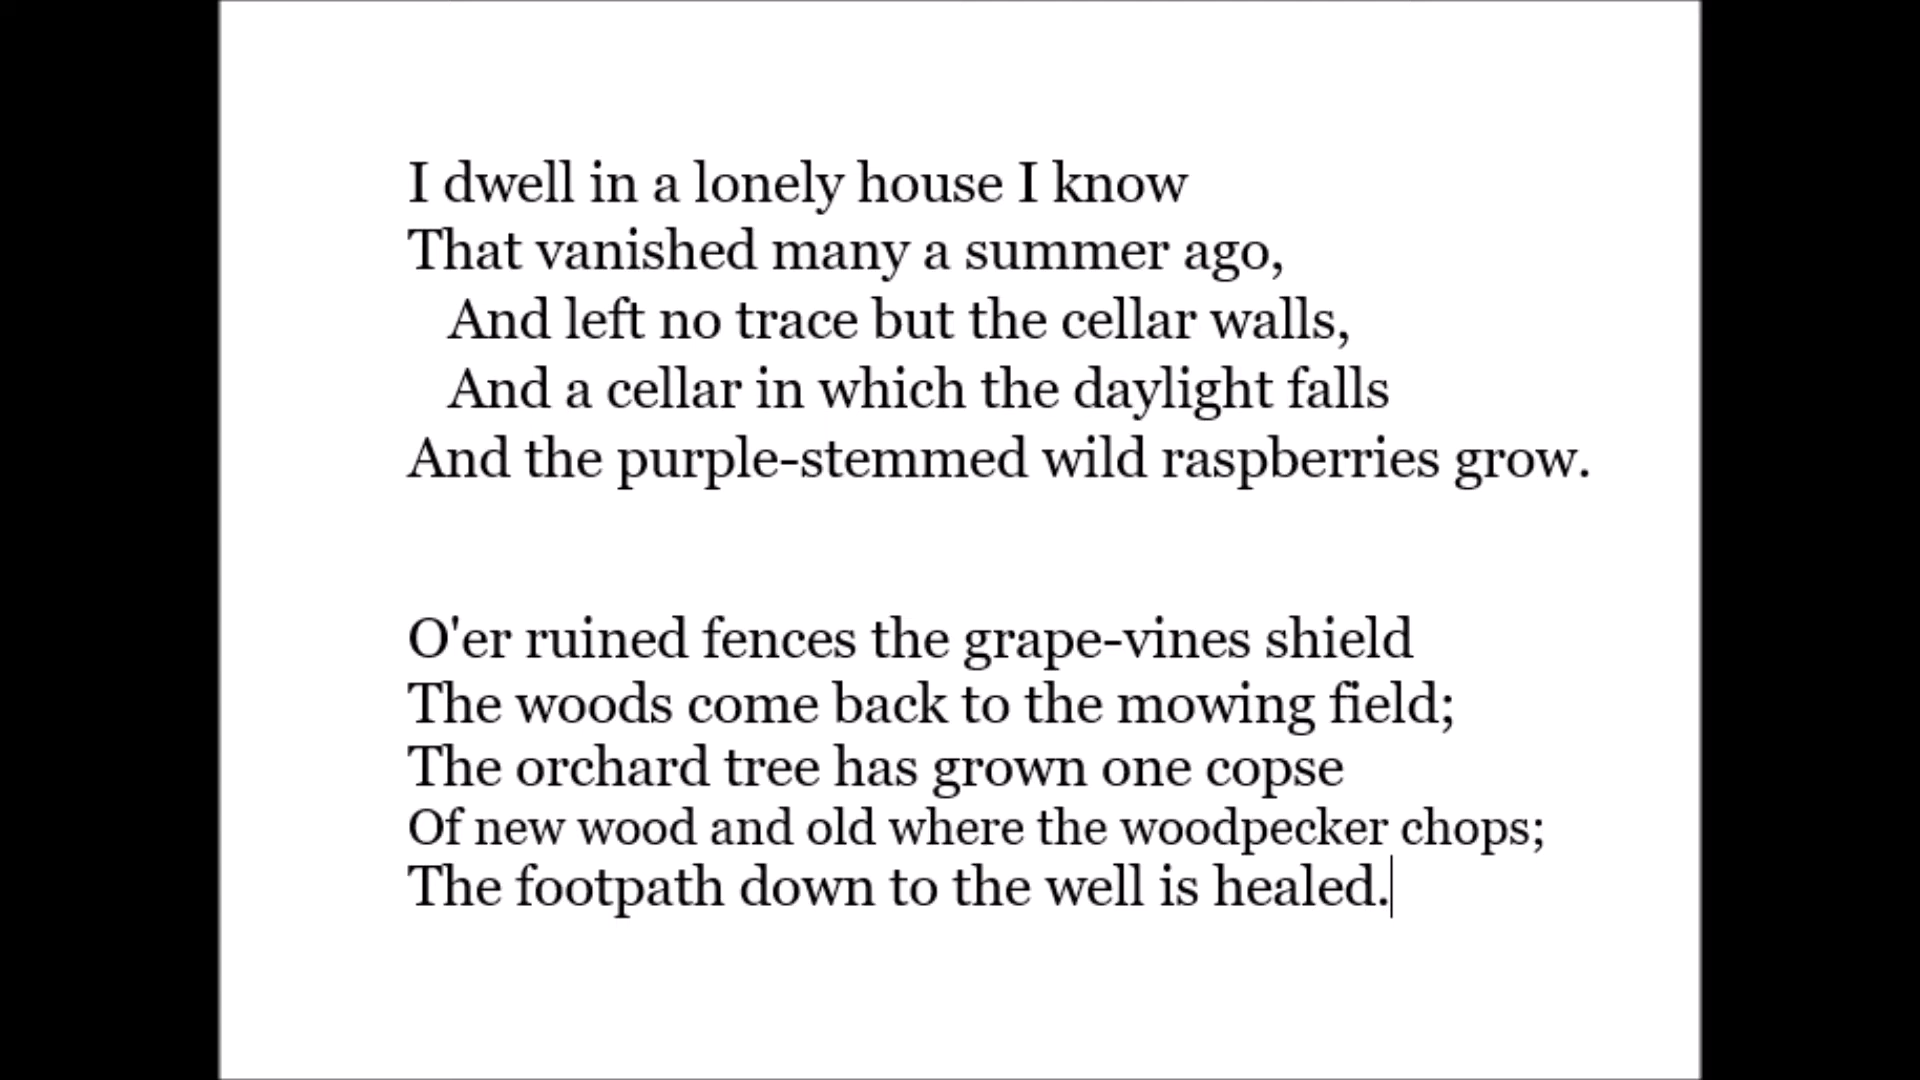 I dwell in a lonely house I know
That vanished many a summer ago,
And left no trace but the cellar walls,
And a cellar in which the daylight falls
And the purple-stemmed wild raspberries grow.
O'er ruined fences the grape-vines shield
The woods come back to the mowing field;
The orchard tree has grown one copse
Of new wood and old where the woodpecker chops;
The footpath down to the well is healed.